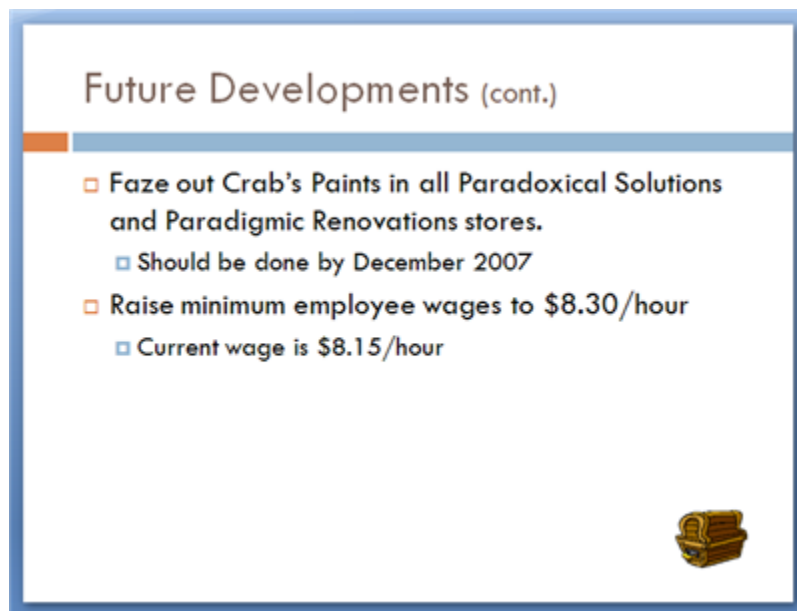 Future Developments (cont.)
Faze out Crab's Paints in all Paradoxical Solutions
and Paradigmic Renovations stores.
Should be done by December 2007
Raise minimum employee wages to $8.30/hour
Current wage is $8.15/hour